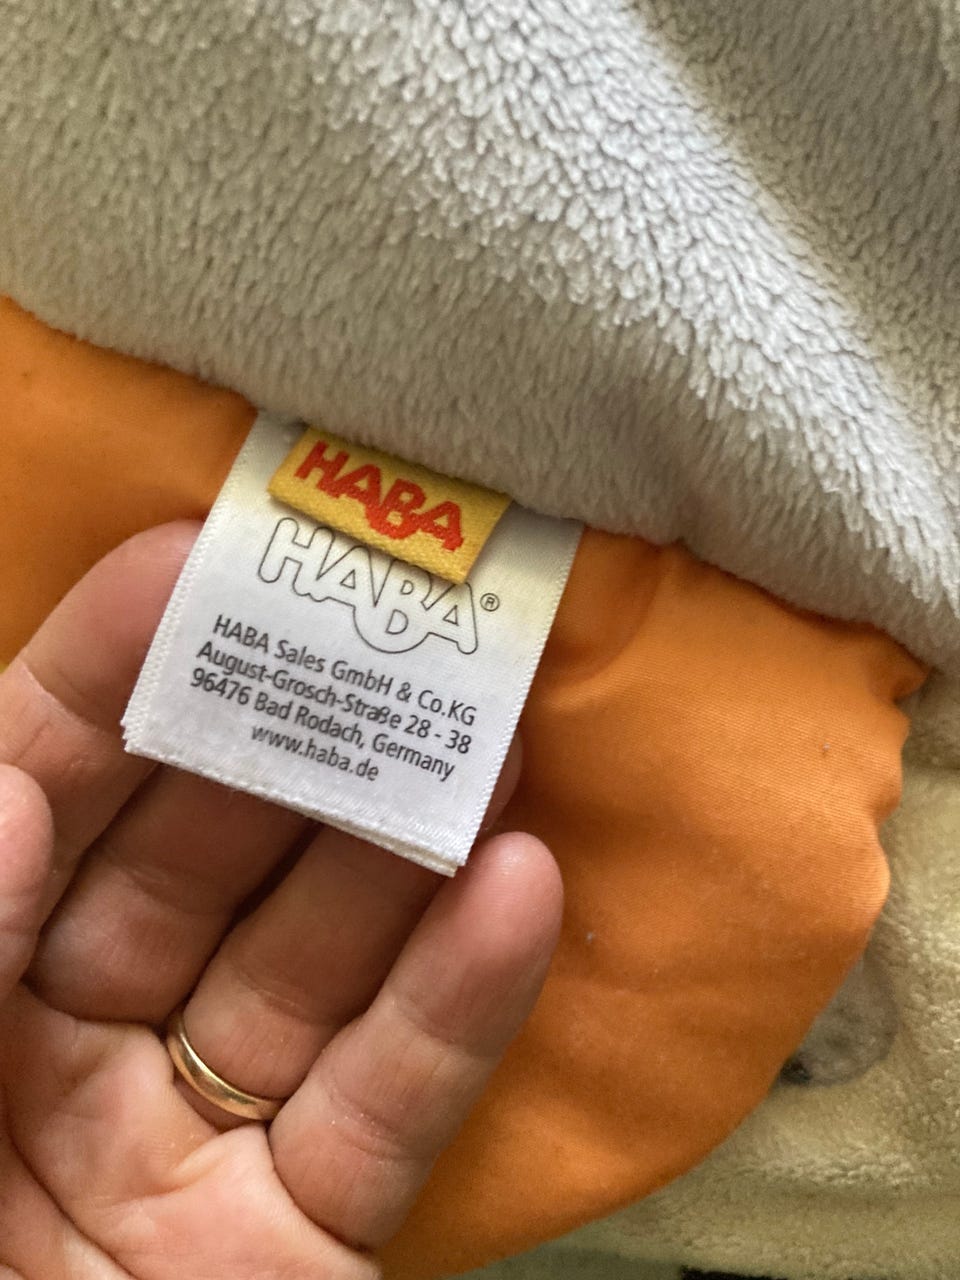 HABA
HABA®
HABA Sales GmbH & Co.KG
August-Grosch-Straße 28 - 38
96476 Bad Rodach, Germany
www.haba.de